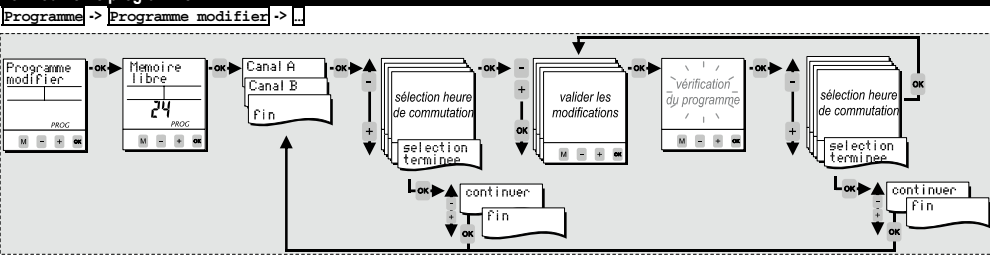 Programme -> Programme modifier -> ...
Programme
modifier
PROG
M - + OK
OK
Memoire
libre
24
PROG
M - + OK
OK
Canal A
Canal B
fin
OK
-
+
sélection heure
de commutation
selection
terminee
OK
continuer
fin
-
+
OK
OK
-
+
OK
valider les
modifications
M - + OK
OK
vérification
du programme
M - + OK
OK
-
+
sélection heure
de commutation
selection
terminee
OK
OK
continuer
fin
-
+
OK